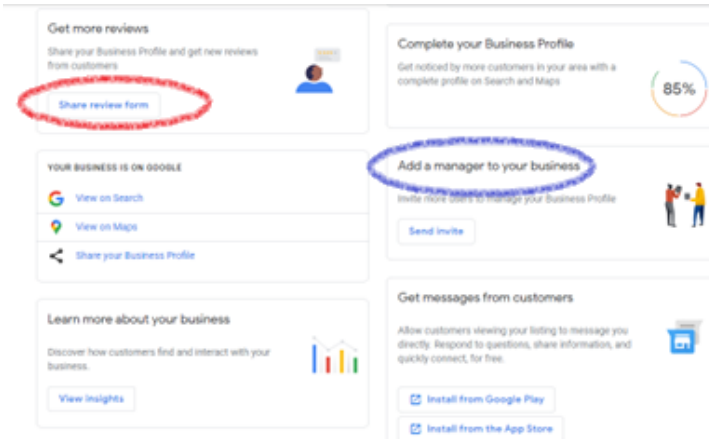 Get more reviews
Share your Business Profile and get new reviews
from customers
Share review form
YOUR BUSINESS IS ON GOOGLE
View on Search
View on Maps
Share your Business Profile
Learn more about your business
Discover how customers find and interact with your
business.
View insights
Complete your Business Profile
Get noticed by more customers in your area with a
complete profile on Search and Maps
85%
Add a manager to your business
Invite more users to manage your Business Profile
Send invite
Get messages from customers
Allow customers viewing your listing to message you
directly. Respond to questions, share information, and
quickly connect, for free.
Install from Google Play
Install from the App Store